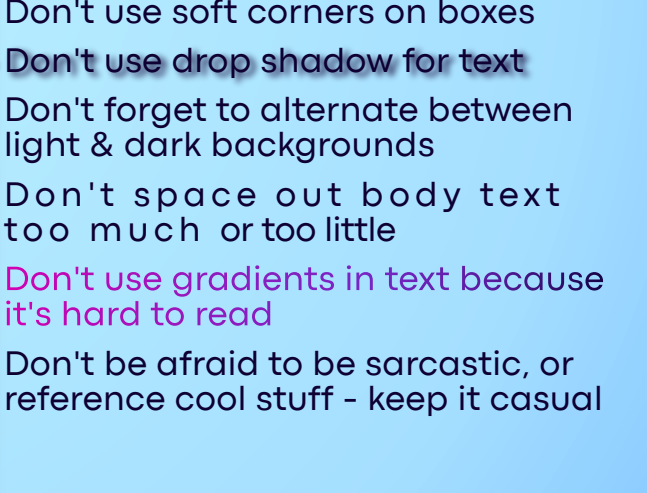 Don't use soft corners on boxes
Don't use drop shadow for text
Don't forget to alternate between
light & dark backgrounds
Don't space out body text
too much or too little
Don't use gradients in text because
it's hard to read
Don't be afraid to be sarcastic, or
reference cool stuff - keep it casual